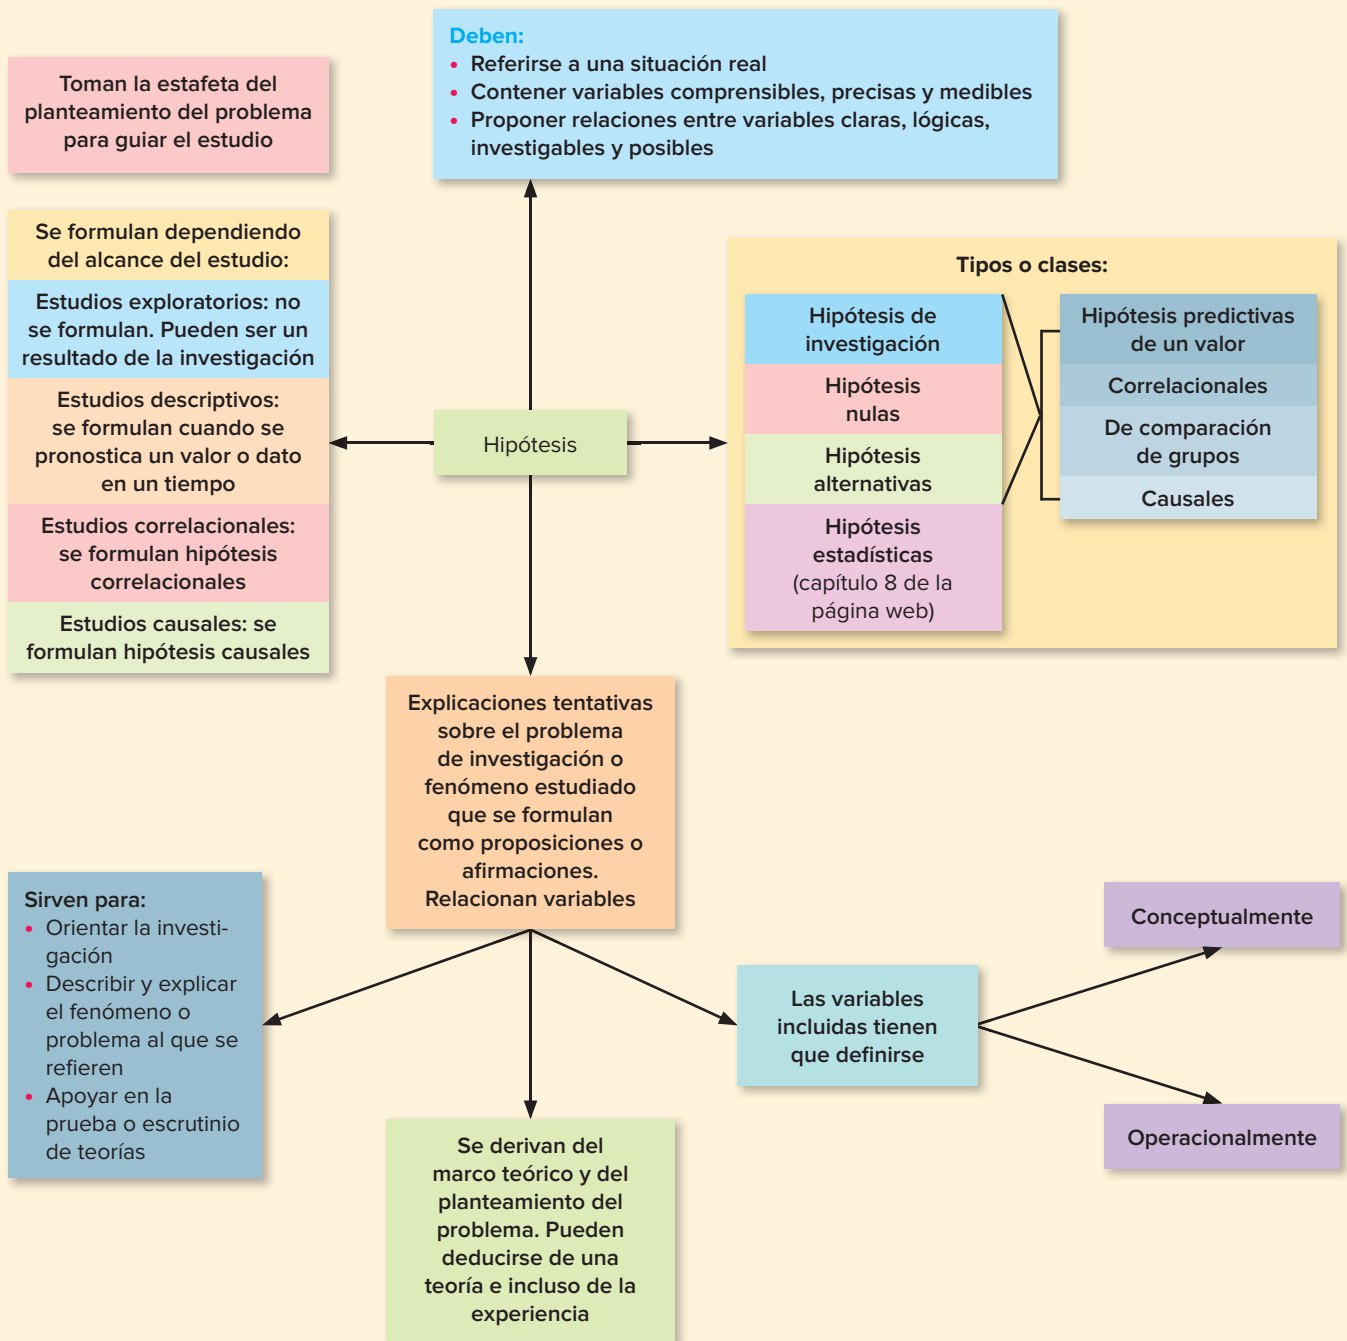 Toman la estafeta del
planteamiento del problema
para guiar el estudio
Deben:
• Referirse a una situación real
• Contener variables comprensibles, precisas y medibles
• Proponer relaciones entre variables claras, lógicas,
investigables y posibles
Se formulan dependiendo
del alcance del estudio:
Estudios exploratorios: no
se formulan. Pueden ser un
resultado de la investigación
Estudios descriptivos:
se formulan cuando se
pronostica un valor o dato
en un tiempo
Estudios correlacionales:
se formulan hipótesis
correlacionales
Estudios causales: se
formulan hipótesis causales
Hipótesis
Tipos o clases:
Hipótesis de
investigación
Hipótesis
nulas
Hipótesis
alternativas
Hipótesis
estadísticas
(capítulo 8 de la
página web)
Hipótesis predictivas
de un valor
Correlacionales
De comparación
de grupos
Causales
Explicaciones tentativas
sobre el problema
de investigación o
fenómeno estudiado
que se formulan
como proposiciones o
afirmaciones.
Relacionan variables
Sirven para:
• Orientar la investi-
gación
• Describir y explicar
el fenómeno o
problema al que se
refieren
• Apoyar en la
prueba o escrutinio
de teorías
Se derivan del
marco teórico y del
planteamiento del
problema. Pueden
deducirse de una
teoría e incluso de la
experiencia
Las variables
incluidas tienen
que definirse
Conceptualmente
Operacionalmente